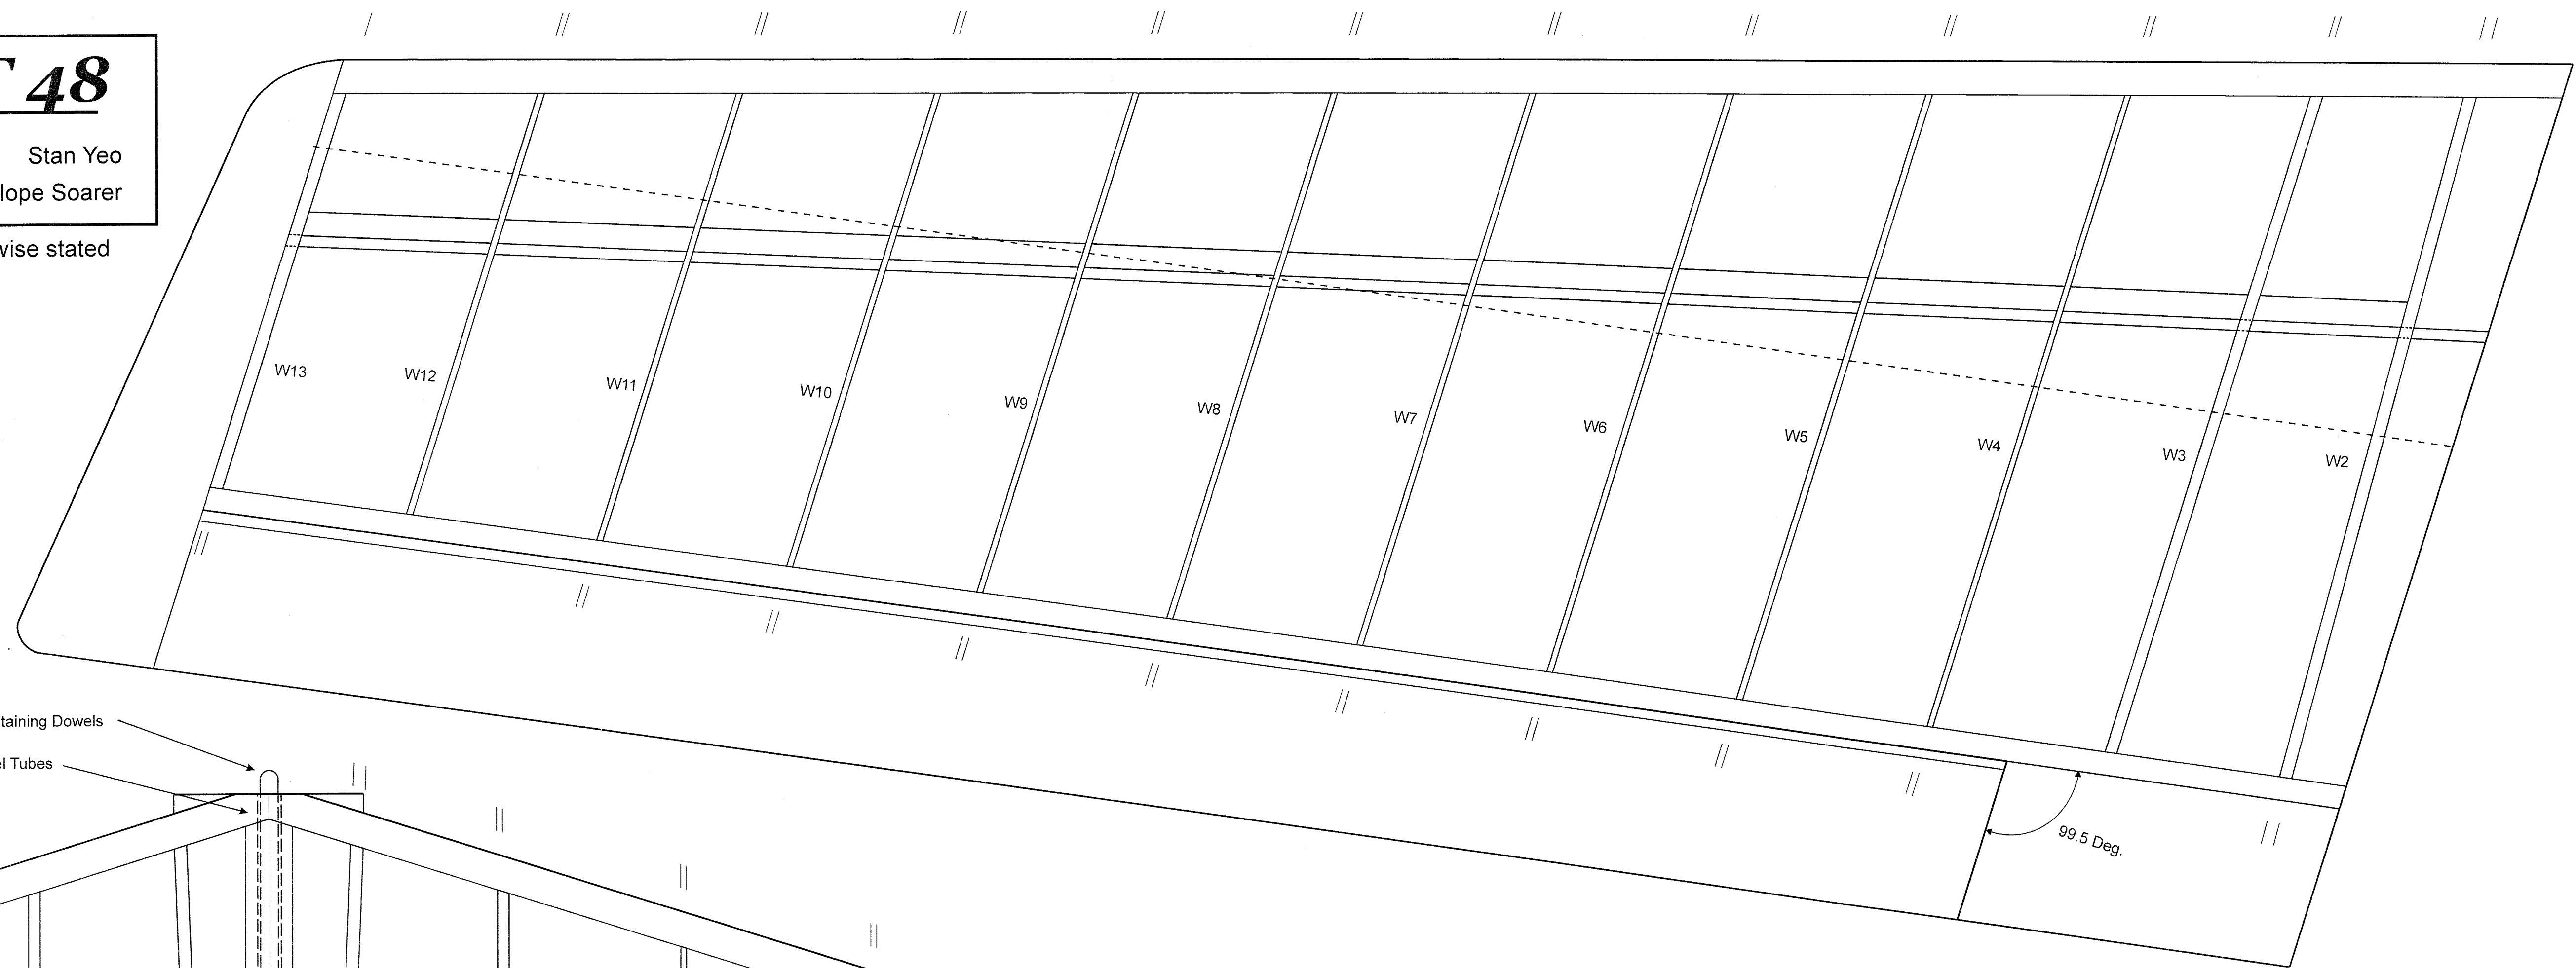 48
Stan Yeo
lope Soarer
wise stated
W13
W12
W11
W10
W9
W8
W7
W6
W5
W4
W3
W2
taining Dowels
el Tubes
99.5 Deg.